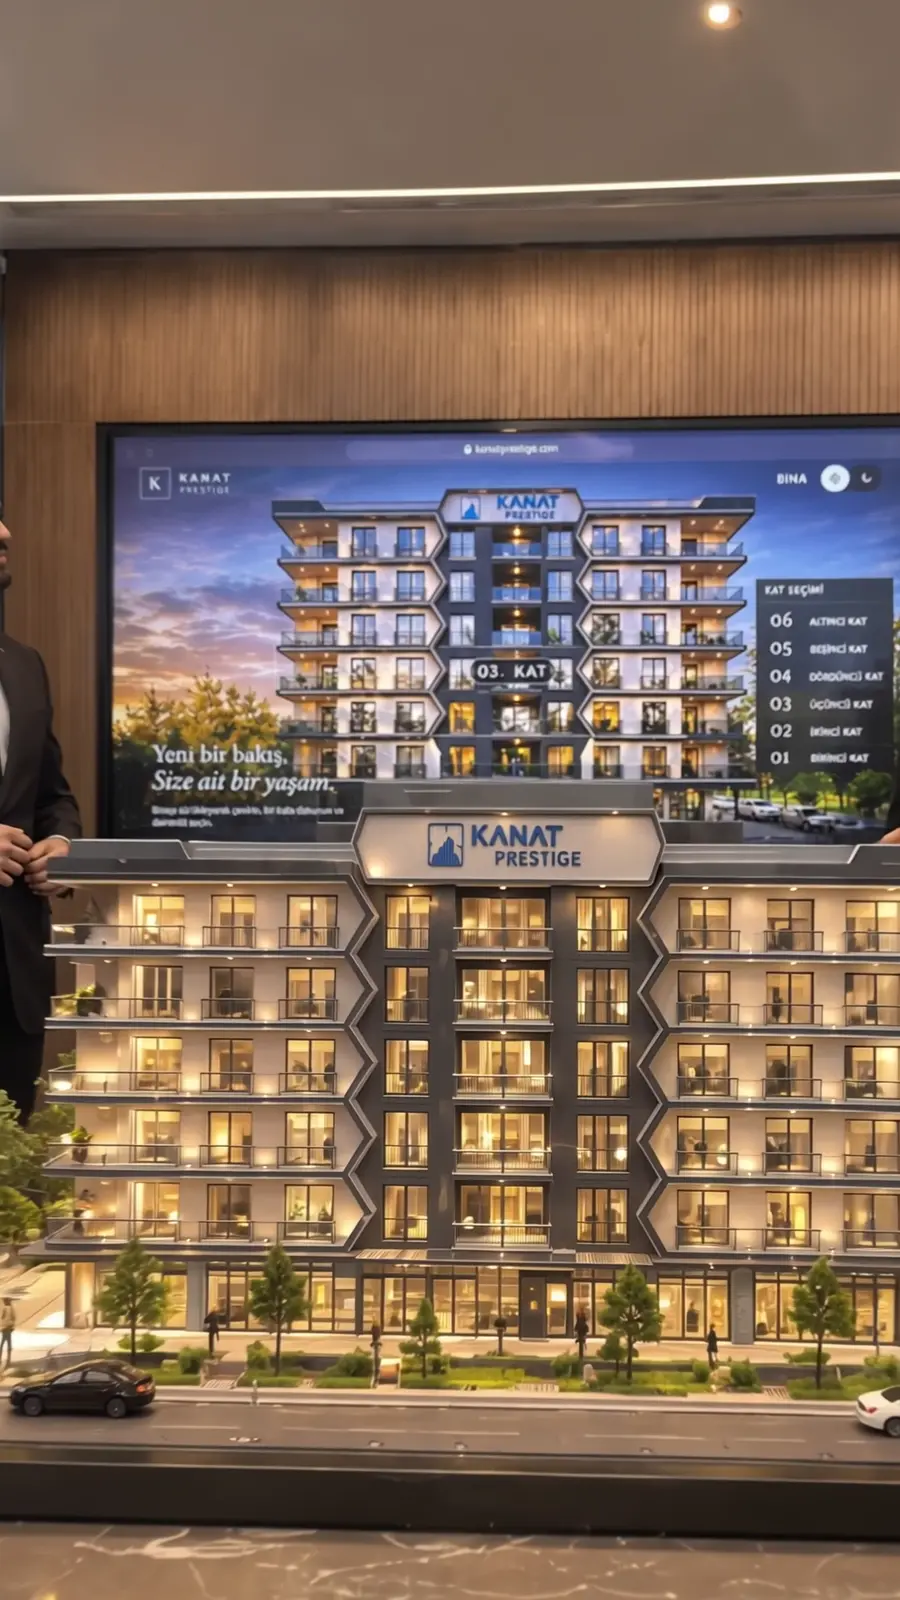 kanatprestige.com
K KANAT
PRESTIGE
BİNA
KANAT
PRESTIGE
KAT SEÇİMİ
06 ALTINCI KAT
05 BEŞİNCİ KAT
04 DÖRDÜNCÜ KAT
03 ÜÇÜNCÜ KAT
02 İKİNCİ KAT
01 BİRİNCİ KAT
03. KAT
Yeni bir bakış,
Size ait bir yaşam.
KANAT
PRESTIGE